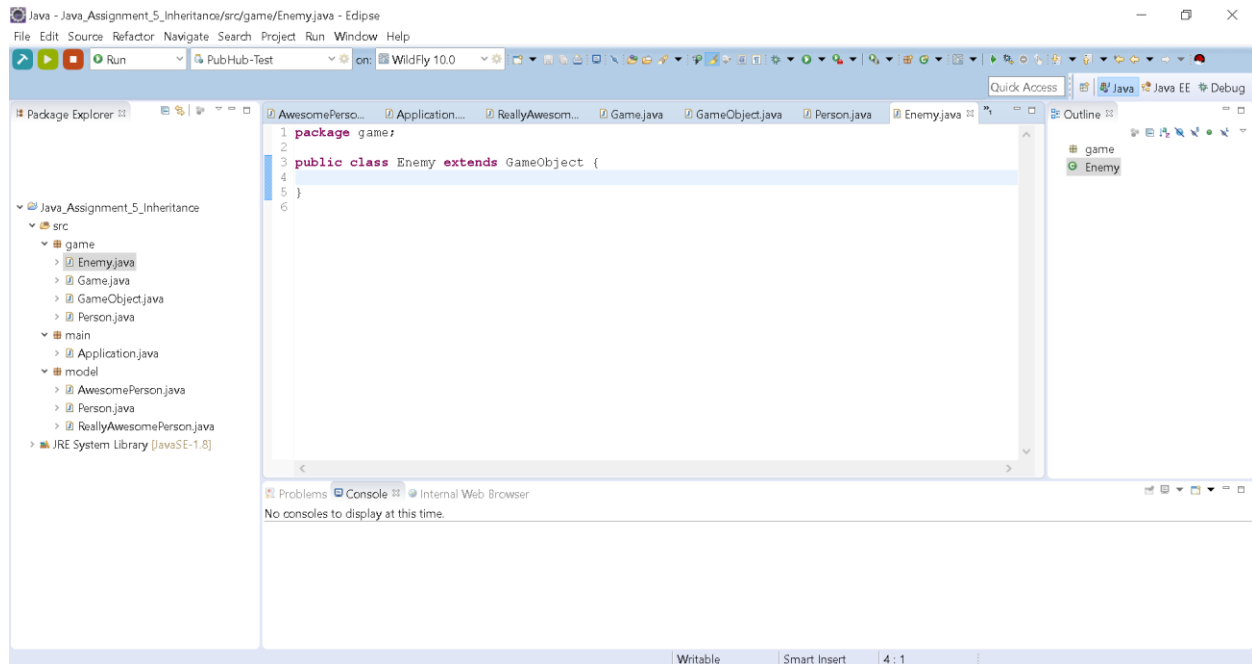 Java - Java_Assignment_5_Inheritance/src/game/Enemy.java - Eclipse
File Edit Source Refactor Navigate Search Project Run Window Help
Run PubHub-Test on: WildFly 10.0
Quick Access Java Java EE Debug
Package Explorer
Java_Assignment_5_Inheritance
src
game
Enemy.java
Game.java
GameObject.java
Person.java
main
Application.java
model
AwesomePerson.java
Person.java
ReallyAwesomePerson.java
JRE System Library [JavaSE-1.8]
AwesomePerso... Application.... ReallyAwesom... Game.java GameObject.java Person.java Enemy.java »1
1 package game;
2
3 public class Enemy extends GameObject {
4
5 }
6
Outline
game
Enemy
Problems Console Internal Web Browser
No consoles to display at this time.
Writable Smart Insert 4 : 1